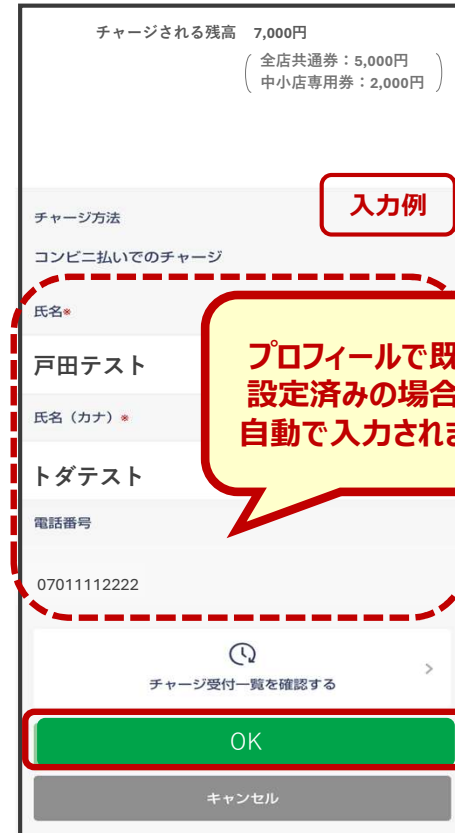 チャージされる残高 7,000円
全店共通券：5,000円
中小店専用券：2,000円
入力例
チャージ方法
コンビニ払いでのチャージ
氏名※
戸田テスト
プロフィールで既
設定済みの場合
自動で入力されま
氏名（カナ）※
トダテスト
電話番号
07011112222
チャージ受付一覧を確認する
OK
キャンセル